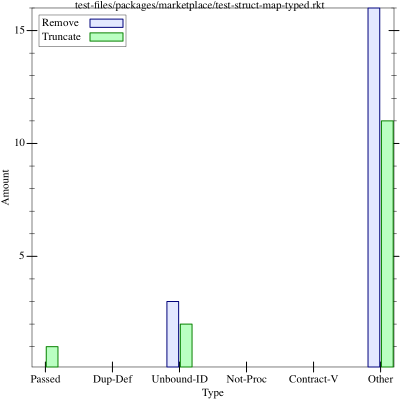 test-files/packages/marketplace/test-struct-map-typed.rkt
Remove
Truncate
15
10
5
Amount
Passed Dup-Def Unbound-ID Not-Proc Contract-V Other
Type